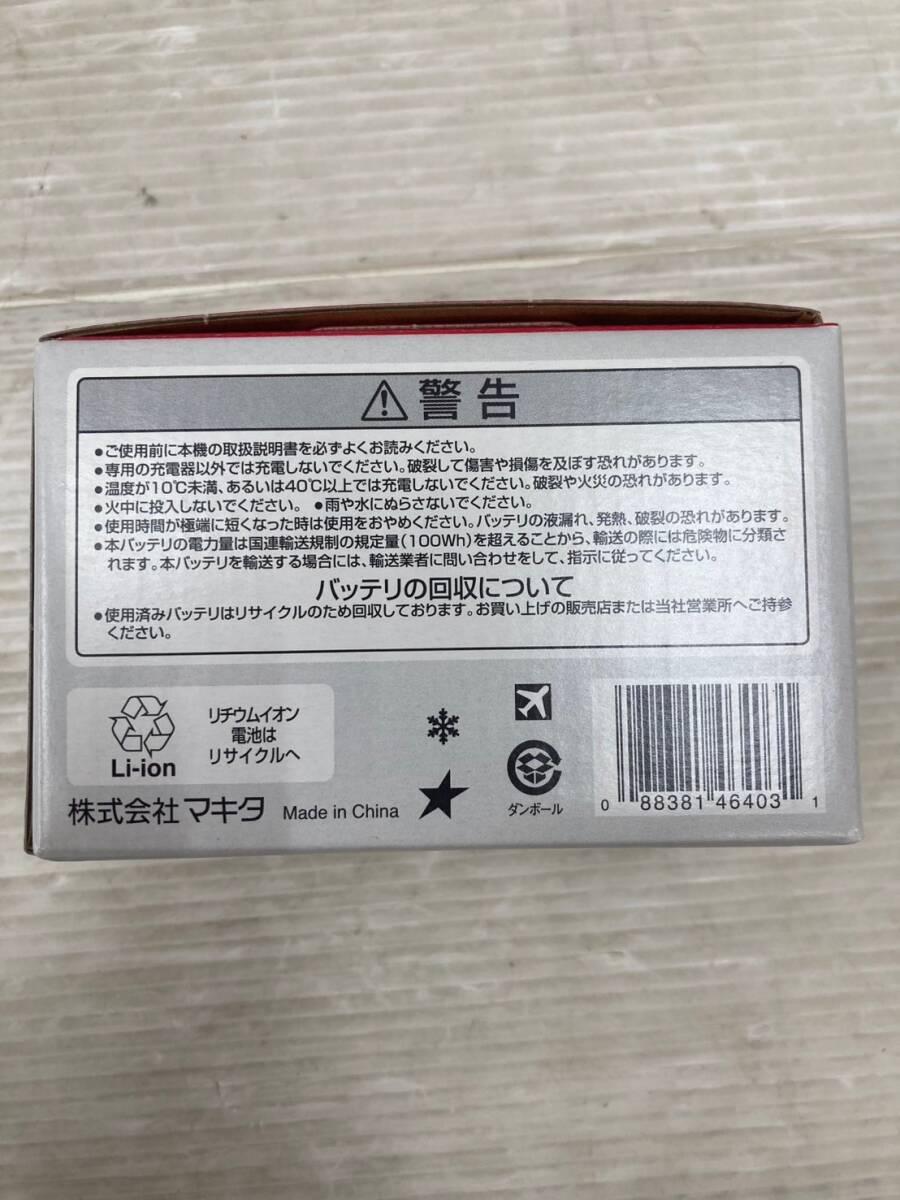 警告
●ご使用前に本機の取扱説明書を必ずよくお読みください。
●専用の充電器以外では充電しないでください。破裂して傷害や損傷を及ぼす恐れがあります。
●温度が10℃未満、あるいは40℃以上では充電しないでください。破裂や火災の恐れがあります。
●火中に投入しないでください。 ●雨や水にぬらさないでください。
●使用時間が極端に短くなった時は使用をおやめください。バッテリの液漏れ、発熱、破裂の恐れがあります。
●本バッテリの電力量は国連輸送規制の規定量(100Wh)を超えることから、輸送の際には危険物に分類さ
れます。本バッテリを輸送する場合には、輸送業者に問い合わせをして、指示に従ってください。
バッテリの回収について
●使用済みバッテリはリサイクルのため回収しております。お買い上げの販売店または当社営業所へご持参
ください。
リチウムイオン
電池は
リサイクルへ
Li-ion
株式会社 マキタ Made in China
ダンボール
0 88381 46403 1